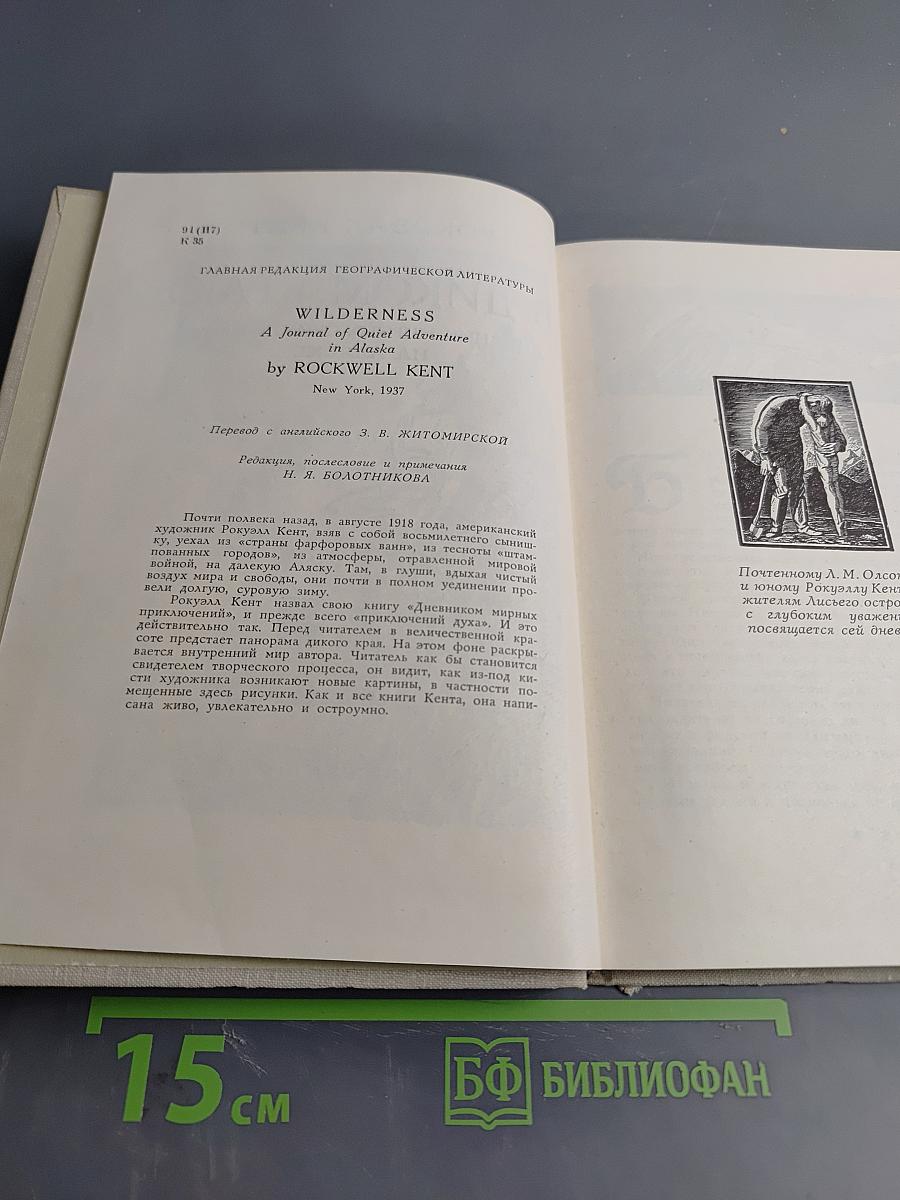 91(И7)
К 35
ГЛАВНАЯ РЕДАКЦИЯ ГЕОГРАФИЧЕСКОЙ ЛИТЕРАТУРЫ
WILDERNESS
A Journal of Quiet Adventure
in Alaska
by ROCKWELL KENT
New York, 1937
Перевод с английского З. В. ЖИТОМИРСКОЙ
Редакция, послесловие и примечания
Н. Я. БОЛОТНИКОВА
Почти полвека назад, в августе 1918 года, американский
художник Рокуэлл Кент, взяв с собой восьмилетнего сыниш-
ку, уехал из «страны фарфоровых ванн», из тесноты «штам-
пованных городов», из атмосферы, отравленной мировой
войной, на далекую Аляску. Там, в глуши, вдыхая чистый
воздух мира и свободы, они почти в полном уединении про-
вели долгую, суровую зиму.
Рокуэлл Кент назвал свою книгу «Дневником мирных
приключений», и прежде всего «приключений духа». И это
действительно так. Перед читателем в величественной кра-
соте предстает панорама дикого края. На этом фоне раскры-
вается внутренний мир автора. Читатель как бы становится
свидетелем творческого процесса, он видит, как из-под ки-
сти художника возникают новые картины, в частности по-
мещенные здесь рисунки. Как и все книги Кента, она напи-
сана живо, увлекательно и остроумно.
Почтенному Л. М. Олсон
и юному Рокуэллу Кент
жителям Лисьего остро
с глубоким уважен
посвящается сей днев
15 см
БФ БИБЛИОФАН